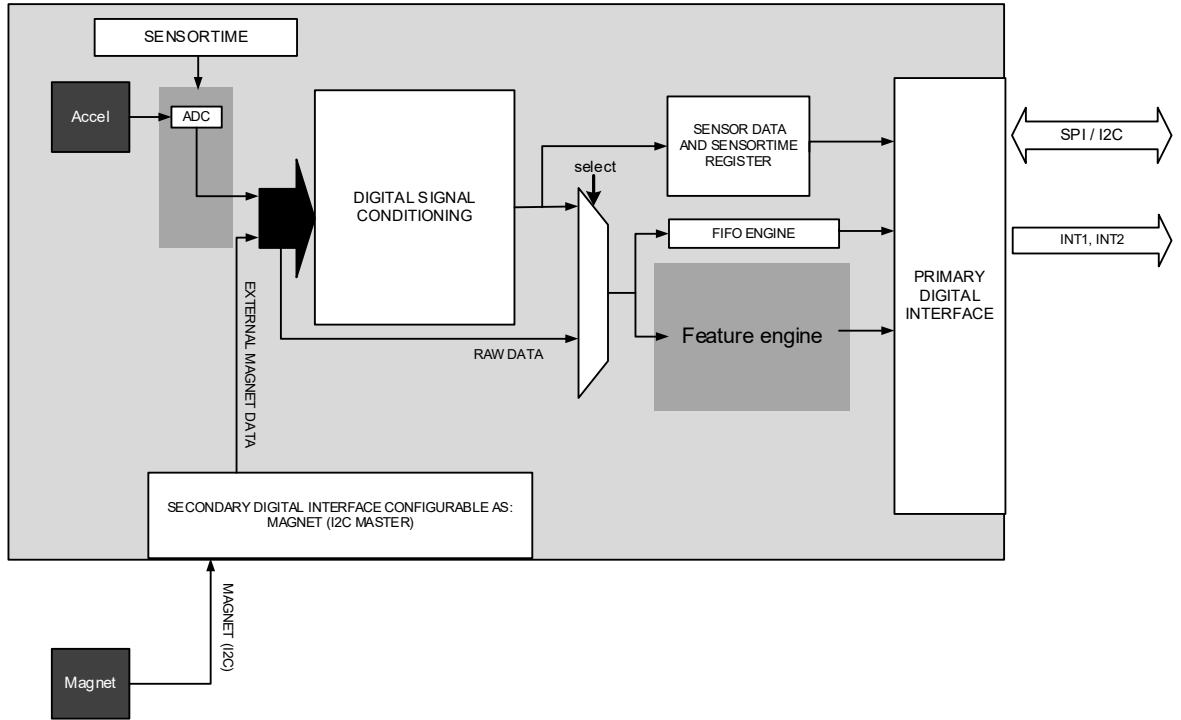 SENSORTIME
Accel
ADC
DIGITAL SIGNAL
CONDITIONING
SENSOR DATA
AND SENSORTIME
REGISTER
select
FIFO ENGINE
Feature engine
PRIMARY
DIGITAL
INTERFACE
SPI / I2C
INT1, INT2
RAW DATA
EXTERNAL MAGNET DATA
SECONDARY DIGITAL INTERFACE CONFIGURABLE AS:
MAGNET (I2C MASTER)
MAGNET (I2C)
Magnet